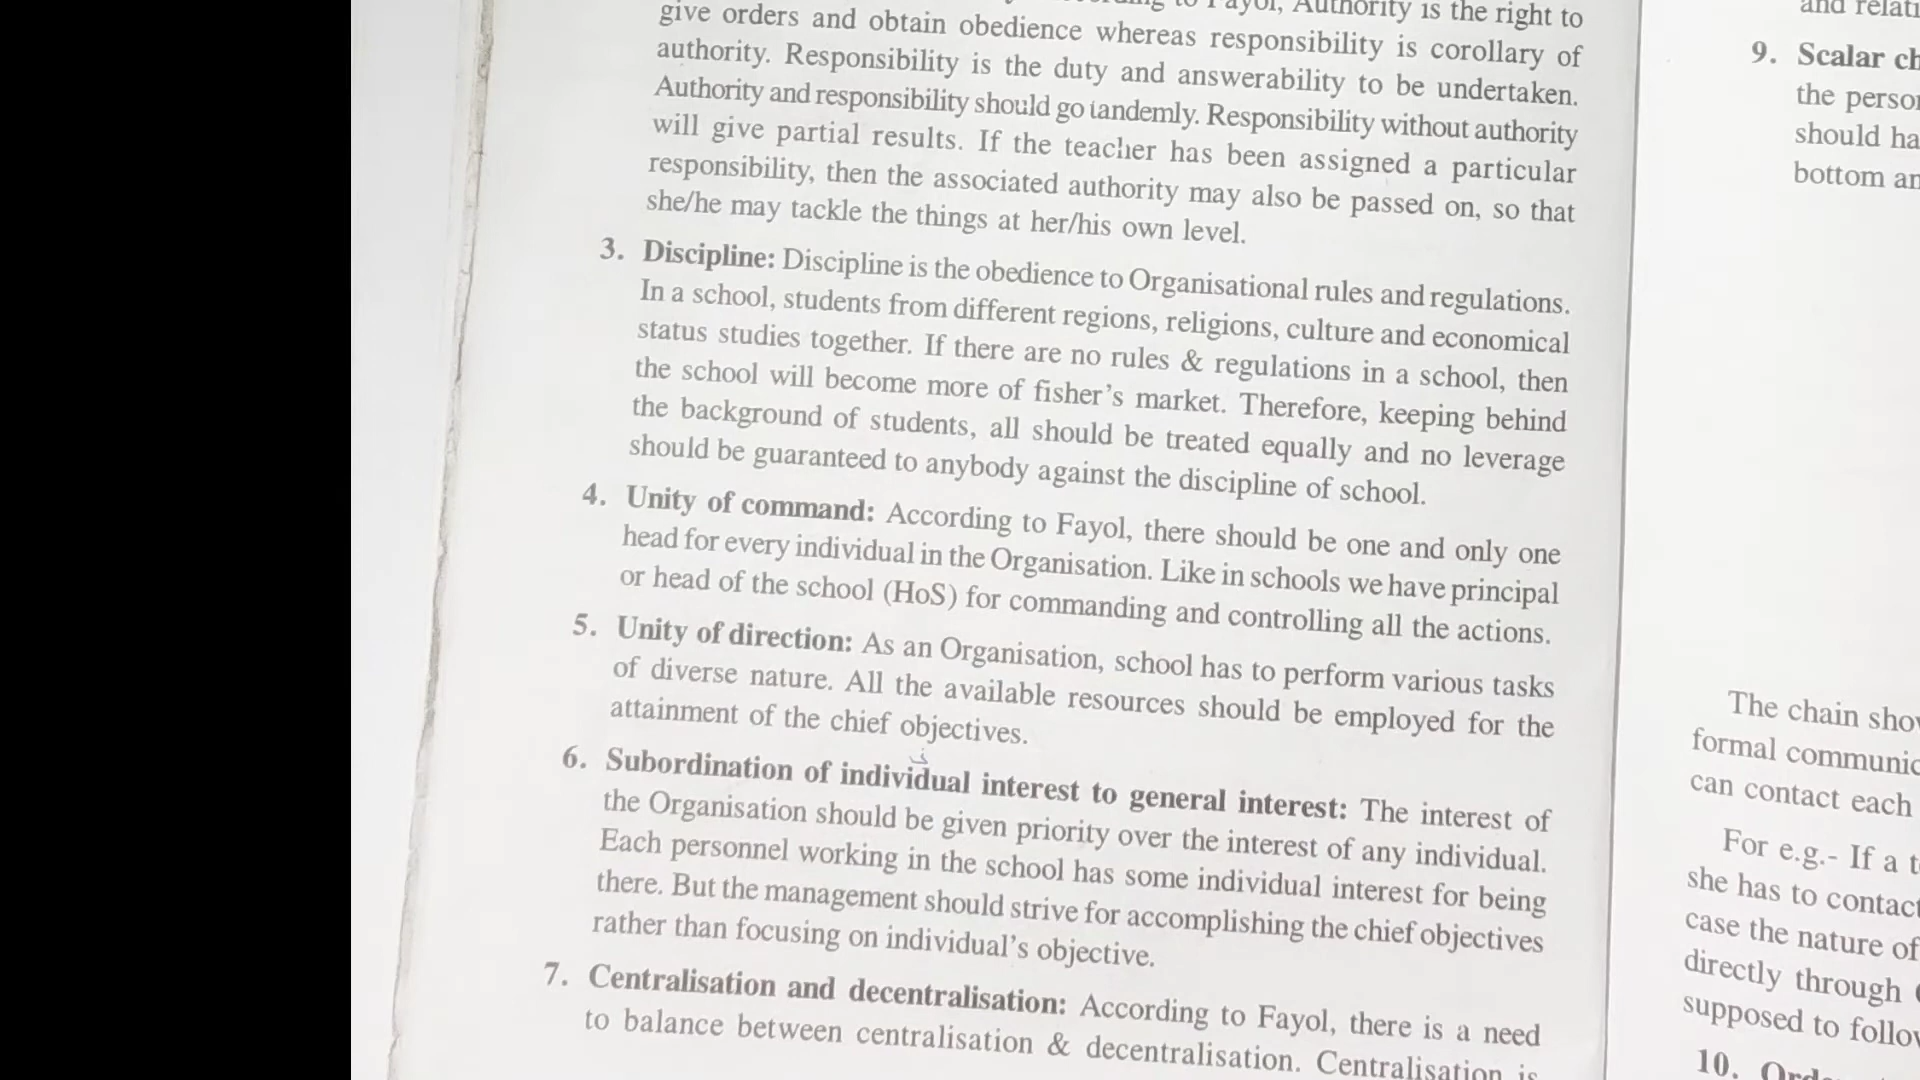 to Fayol, Authority is the right to
give orders and obtain obedience whereas responsibility is corollary of
authority. Responsibility is the duty and answerability to be undertaken.
Authority and responsibility should go tandemly. Responsibility without authority
will give partial results. If the teacher has been assigned a particular
responsibility, then the associated authority may also be passed on, so that
she/he may tackle the things at her/his own level.
3. Discipline: Discipline is the obedience to Organisational rules and regulations.
In a school, students from different regions, religions, culture and economical
status studies together. If there are no rules & regulations in a school, then
the school will become more of fisher's market. Therefore, keeping behind
the background of students, all should be treated equally and no leverage
should be guaranteed to anybody against the discipline of school.
4. Unity of command: According to Fayol, there should be one and only one
head for every individual in the Organisation. Like in schools we have principal
or head of the school (HoS) for commanding and controlling all the actions.
5. Unity of direction: As an Organisation, school has to perform various tasks
of diverse nature. All the available resources should be employed for the
attainment of the chief objectives.
6. Subordination of individual interest to general interest: The interest of
the Organisation should be given priority over the interest of any individual.
Each personnel working in the school has some individual interest for being
there. But the management should strive for accomplishing the chief objectives
rather than focusing on individual's objective.
7. Centralisation and decentralisation: According to Fayol, there is a need
to balance between centralisation & decentralisation. Centralisation is
and
9. Scalar
the
should
bottom
The chain
formal
can contact each
For e.g.- If a
she has to contact
case the nature of
directly through
supposed to
10.